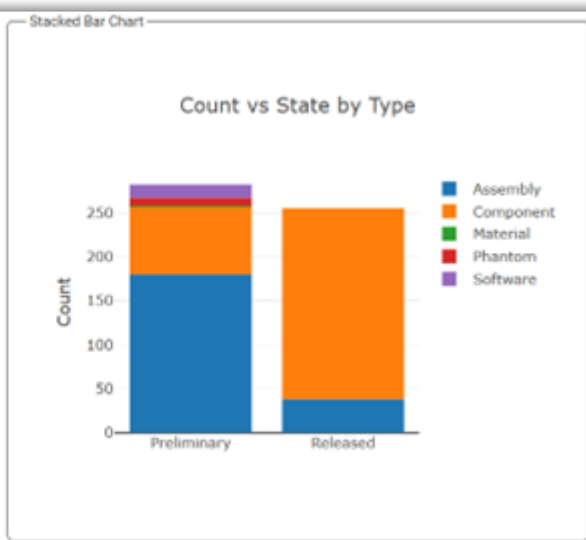 Stacked Bar Chart
Count vs State by Type
Assembly
Component
Material
Phantom
Software
250
200
150
100
50
0
Count
Preliminary
Released